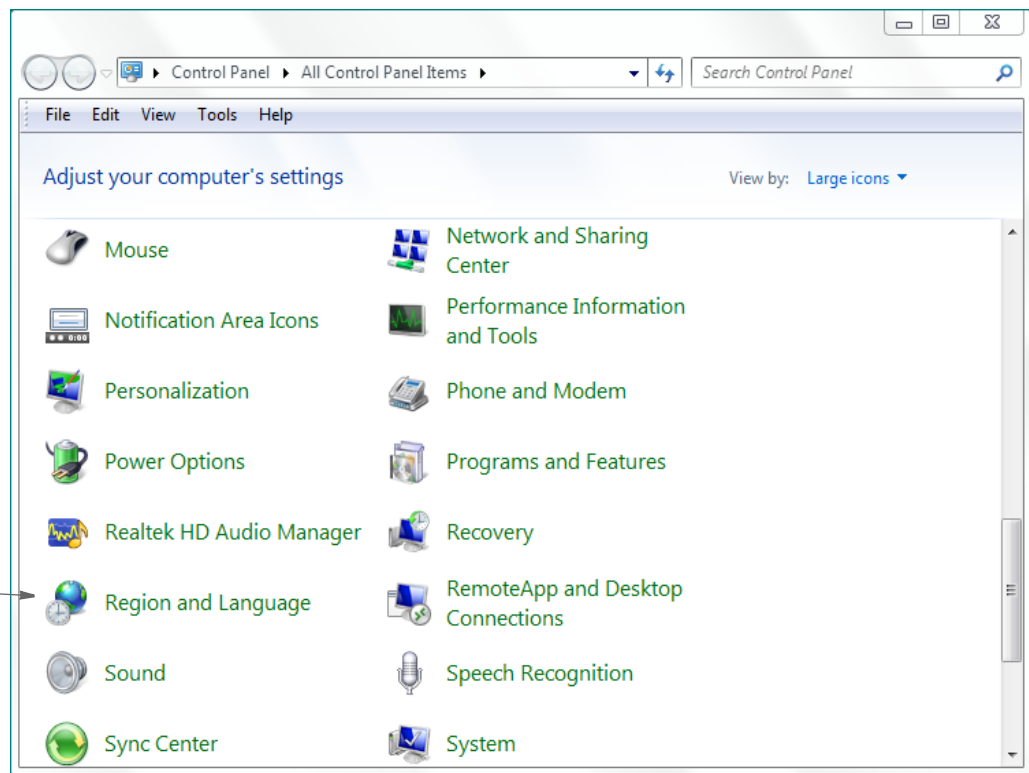 Control Panel All Control Panel Items Search Control Panel
File Edit View Tools Help
Adjust your computer's settings
View by: Large icons
Mouse
Network and Sharing
Center
0:00
Notification Area Icons
Performance Information
and Tools
Personalization
Phone and Modem
Power Options
Programs and Features
Realtek HD Audio Manager
Recovery
Region and Language
RemoteApp and Desktop
Connections
Sound
Speech Recognition
Sync Center
System